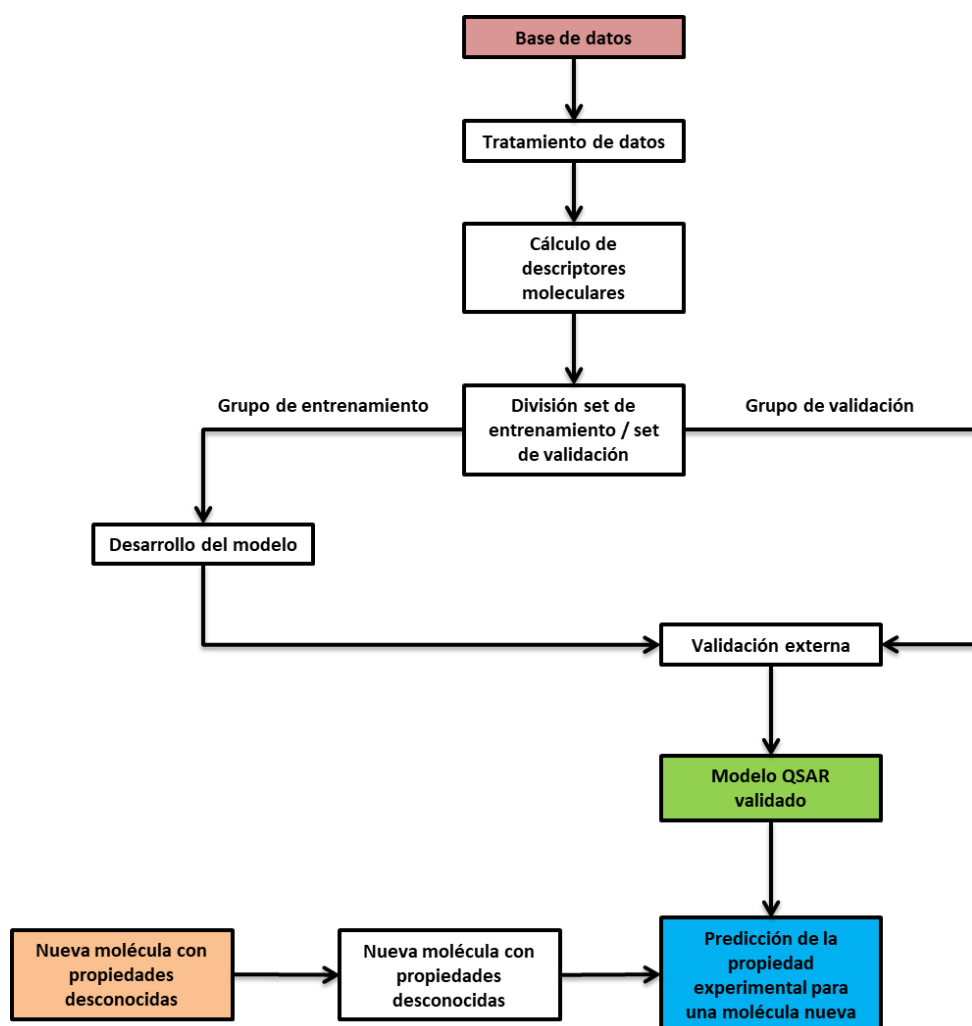 Base de datos
Tratamiento de datos
Cálculo de
descriptores
moleculares
Grupo de entrenamiento
División set de
entrenamiento / set
de validación
Grupo de validación
Desarrollo del modelo
Validación externa
Modelo QSAR
validado
Nueva molécula con
propiedades
desconocidas
Nueva molécula con
propiedades
desconocidas
Predicción de la
propiedad
experimental para
una molécula nueva